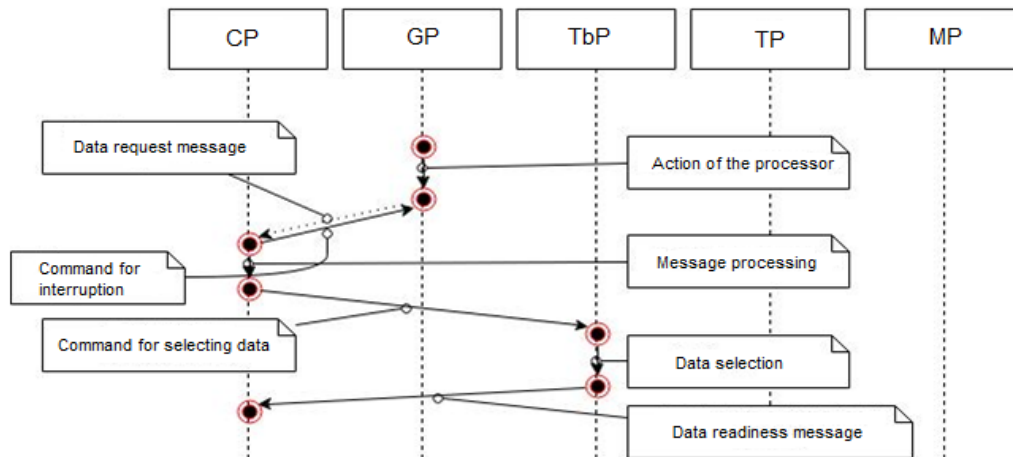 CP
GP
TbP
TP
MP
Data request message
Action of the processor
Command for
interruption
Message processing
Command for selecting data
Data selection
Data readiness message